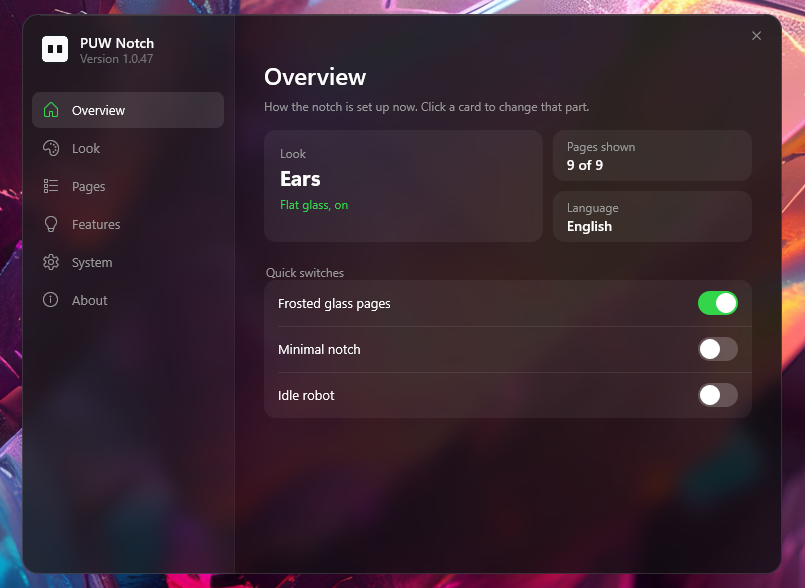 PUW Notch
Version 1.0.47
Overview
Look
Pages
Features
System
About
Overview
How the notch is set up now. Click a card to change that part.
Look
Ears
Flat glass, on
Pages shown
9 of 9
Language
English
Quick switches
Frosted glass pages
Minimal notch
Idle robot